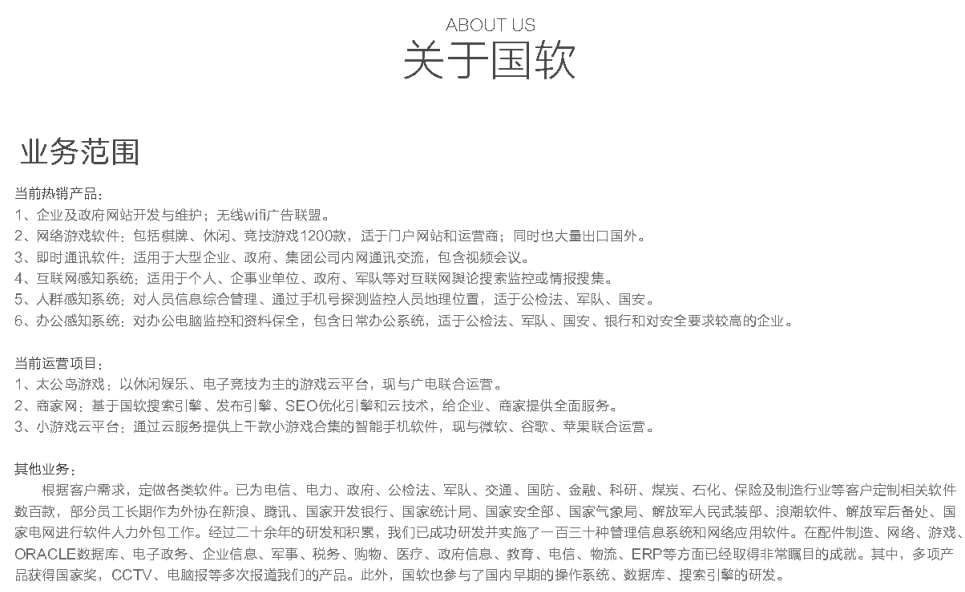 ABOUT US
关于国软
业务范围
当前热销产品：
1、企业及政府网站开发与维护；无线wifi广告联盟。
2、网络游戏软件：包括棋牌、休闲、竞技游戏1200款，适于门户网站和运营商；同时也大量出口国外。
3、即时通讯软件：适用于大型企业、政府、集团公司内网通讯交流，包含视频会议。
4、互联网感知系统：适用于个人、企事业单位、政府、军队等对互联网舆论搜索监控或情报搜集。
5、人群感知系统：对人员信息综合管理、通过手机号探测监控人员地理位置，适于公检法、军队、国安。
6、办公感知系统：对办公电脑监控和资料保全，包含日常办公系统，适于公检法、军队、国安、银行和对安全要求较高的企业。
当前运营项目：
1、太公岛游戏：以休闲娱乐、电子竞技为主的游戏云平台，现与广电联合运营。
2、商家网：基于国软搜索引擎、发布引擎、SEO优化引擎和云技术，给企业、商家提供全面服务。
3、小游戏云平台：通过云服务提供上千款小游戏合集的智能手机软件，现与微软、谷歌、苹果联合运营。
其他业务：
根据客户需求，定做各类软件。已为电信、电力、政府、公检法、军队、交通、国防、金融、科研、煤炭、石化、保险及制造行业等客户定制相关软件
数百款，部分员工长期作为外协在新浪、腾讯、国家开发银行、国家统计局、国家安全部、国家气象局、解放军人民武装部、浪潮软件、解放军后备处、国
家电网进行软件人力外包工作。经过二十余年的研发和积累，我们已成功研发并实施了一百三十种管理信息系统和网络应用软件。在配件制造、网络、游戏、
ORACLE数据库、电子政务、企业信息、军事、税务、购物、医疗、政府信息、教育、电信、物流、ERP等方面已经取得非常瞩目的成就。其中，多项产
品获得国家奖，CCTV、电脑报等多次报道我们的产品。此外，国软也参与了国内早期的操作系统、数据库、搜索引擎的研发。